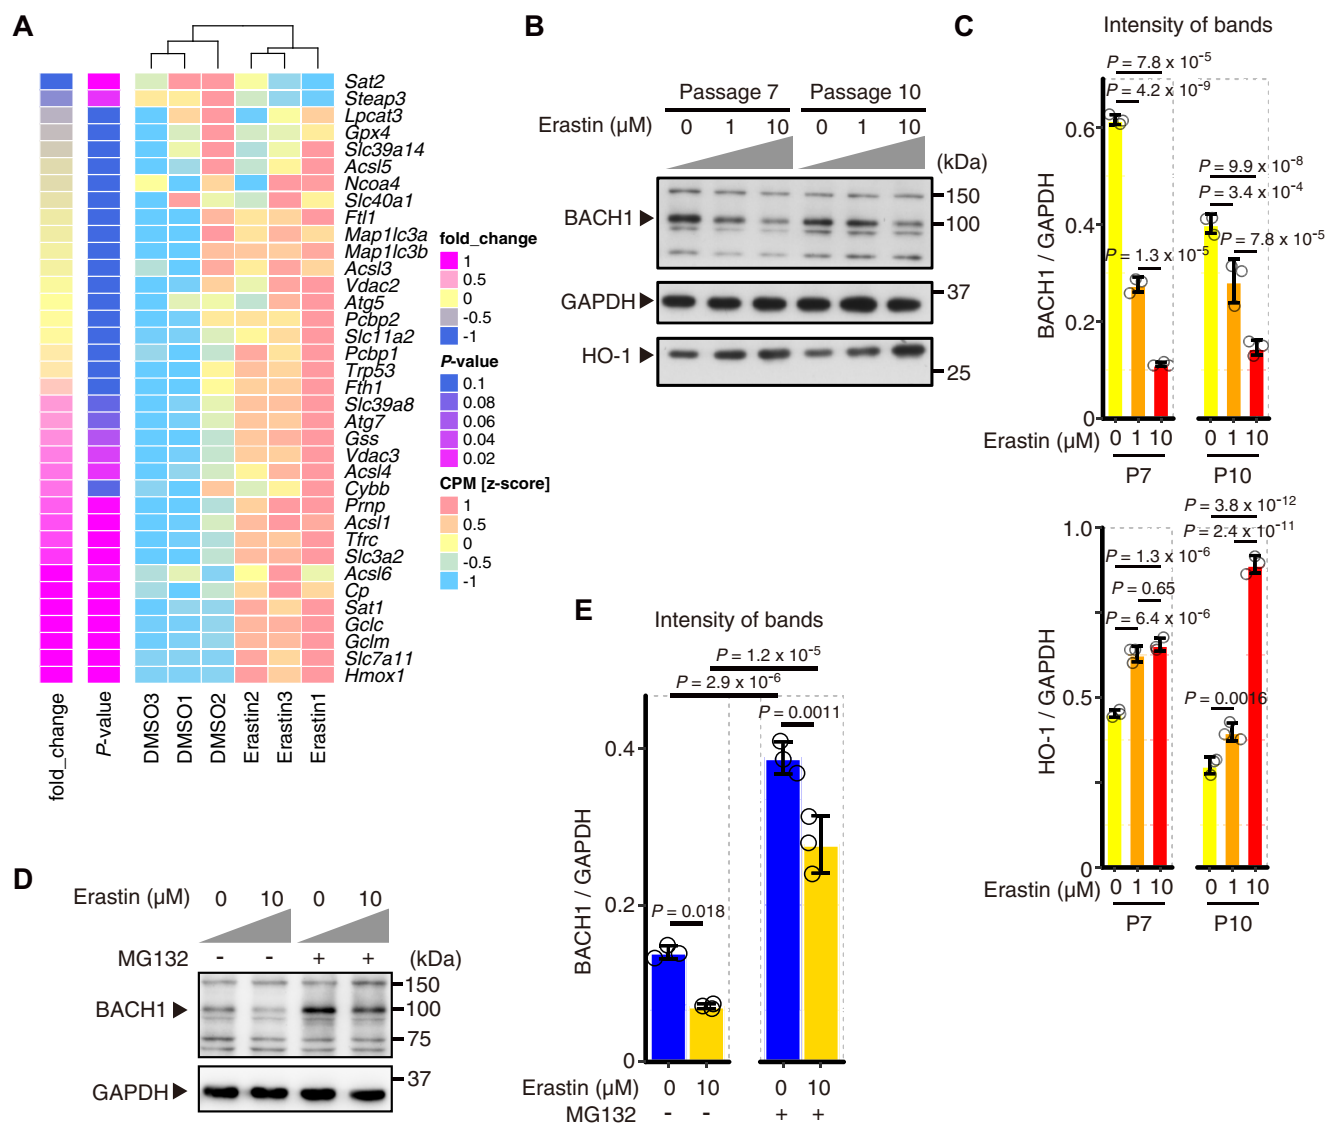 A
Sat2
Steap3
Lpcat3
Gpx4
Slc39a14
Acsl5
Ncoa4
Slc40a1
Ftl1
Map1lc3a
Map1lc3b
Acsl3
Vdac2
Atg5
Pcbp2
Slc11a2
Pcbp1
Trp53
Fth1
Slc39a8
Atg7
Gss
Vdac3
Acsl4
Cybb
Prnp
Acsl1
Tfrc
Slc3a2
Acsl6
Cp
Sat1
Gclc
Gclm
Slc7a11
Hmox1
fold_change
P-value
DMSO3
DMSO1
DMSO2
Erastin2
Erastin3
Erastin1
fold_change
1
0.5
0
-0.5
-1
P-value
0.1
0.08
0.06
0.04
0.02
CPM [z-score]
1
0.5
0
-0.5
-1
B
Passage 7 Passage 10
Erastin (μM) 0 1 10 0 1 10
(kDa)
150
BACH1
100
37
GAPDH
HO-1
25
C
Intensity of bands
P = 7.8 x 10⁻⁵
P = 4.2 x 10⁻⁹
0.6
P = 9.9 x 10⁻⁸
P = 3.4 x 10⁻⁴
0.4
P = 7.8 x 10⁻⁵
P = 1.3 x 10⁻⁵
BACH1 / GAPDH
0.2
0
Erastin (μM) 0 1 10 0 1 10
P7 P10
P = 3.8 x 10⁻¹²
1.0
P = 2.4 x 10⁻¹¹
P = 1.3 x 10⁻⁶
P = 0.65
P = 6.4 x 10⁻⁶
P = 0.0016
0.5
HO-1 / GAPDH
0
Erastin (μM) 0 1 10 0 1 10
P7 P10
D
Erastin (μM) 0 10 0 10
MG132 - - + + (kDa)
150
BACH1
100
75
37
GAPDH
E
Intensity of bands
P = 1.2 x 10⁻⁵
P = 2.9 x 10⁻⁶
P = 0.0011
0.4
P = 0.018
0.2
BACH1 / GAPDH
0
Erastin (μM) 0 10 0 10
MG132 - - + +